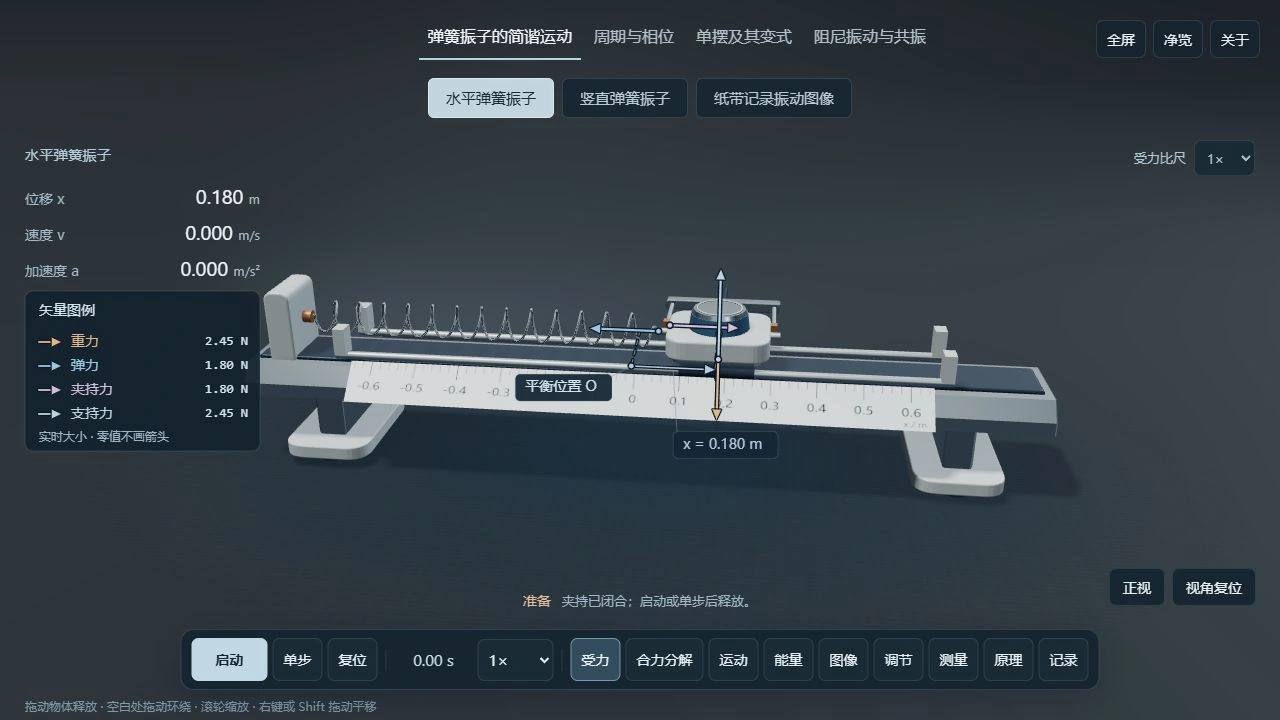 弹簧振子的简谐运动 周期与相位 单摆及其变式 阻尼振动与共振
全屏 净览 关于
水平弹簧振子 竖直弹簧振子 纸带记录振动图像
水平弹簧振子
受力比尺 1×
位移 x 0.180 m
速度 v 0.000 m/s
加速度 a 0.000 m/s²
矢量图例
重力 2.45 N
弹力 1.80 N
夹持力 1.80 N
支持力 2.45 N
实时大小 · 零值不画箭头
-0.6 -0.5 -0.4 -0.3 0 0.1 0.3 0.4 0.5 0.6
x / m
平衡位置 O
x = 0.180 m
正视 视角复位
准备 夹持已闭合；启动或单步后释放。
启动 单步 复位 0.00 s 1× 受力 合力分解 运动 能量 图像 调节 测量 原理 记录
拖动物体释放 · 空白处拖动环绕 · 滚轮缩放 · 右键或 Shift 拖动平移